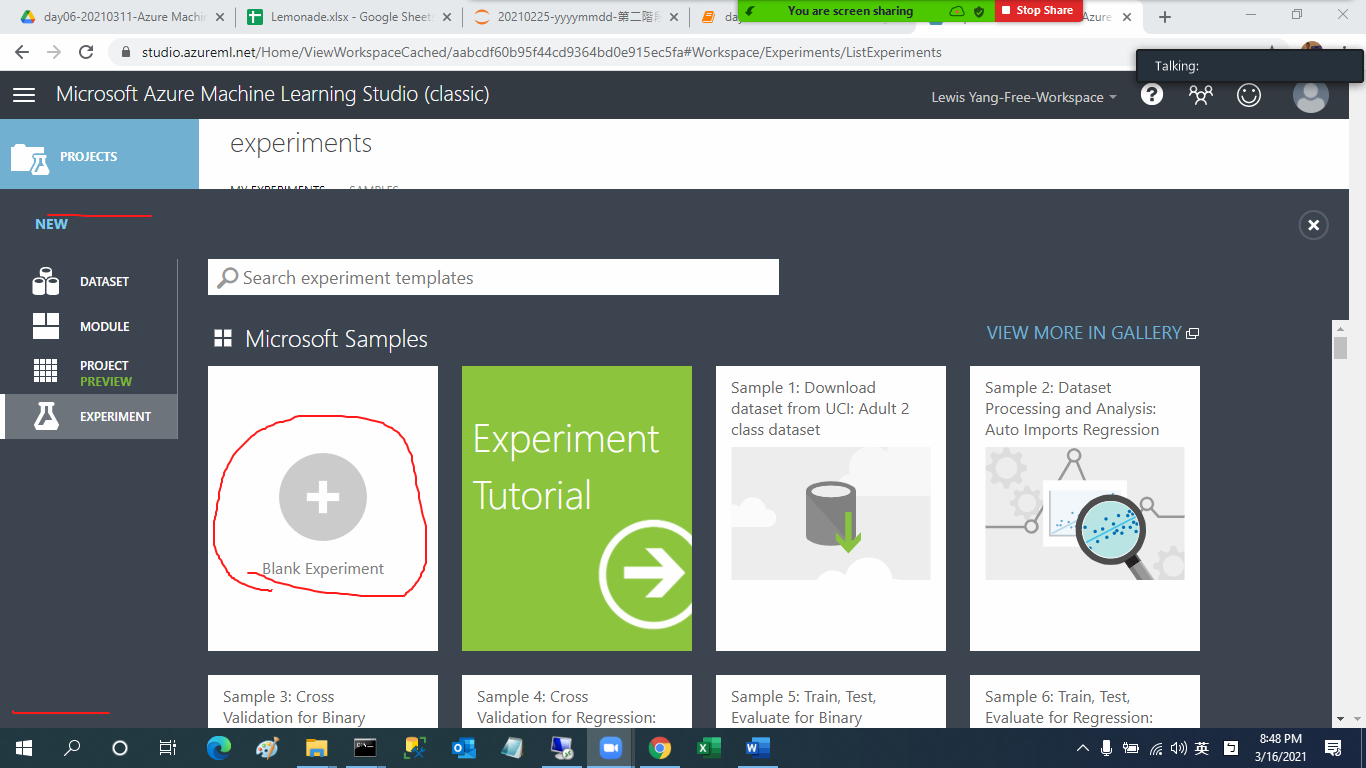 day06-20210311-Azure Machin
Lemonade.xlsx - Google Sheets
20210225-yyyymmdd-第二階段
day
You are screen sharing
Stop Share
Azure
studio.azureml.net/Home/ViewWorkspaceCached/aabcdf60b95f44cd9364bd0e915ec5fa#Workspace/Experiments/ListExperiments
Talking:
Microsoft Azure Machine Learning Studio (classic)
Lewis Yang-Free-Workspace
?
PROJECTS
experiments
MY EXPERIMENTS SAMPLES
NEW
DATASET
MODULE
PROJECT
PREVIEW
EXPERIMENT
Search experiment templates
Microsoft Samples
VIEW MORE IN GALLERY
Blank Experiment
Experiment
Tutorial
Sample 1: Download
dataset from UCI: Adult 2
class dataset
Sample 2: Dataset
Processing and Analysis:
Auto Imports Regression
Sample 3: Cross
Validation for Binary
Sample 4: Cross
Validation for Regression:
Sample 5: Train, Test,
Evaluate for Binary
Sample 6: Train, Test,
Evaluate for Regression:
英
8:48 PM
3/16/2021